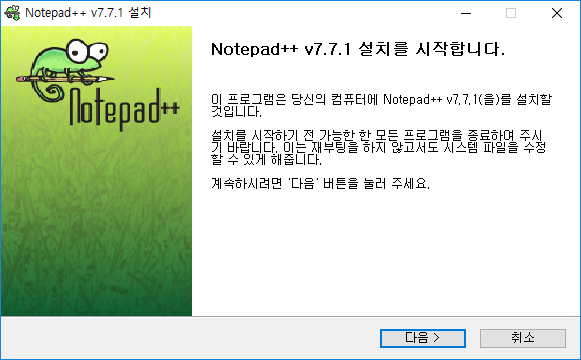 Notepad++ v7.7.1 설치
Notepad++
Notepad++ v7.7.1 설치를 시작합니다.
이 프로그램은 당신의 컴퓨터에 Notepad++ v7.7.1(을)를 설치할
것입니다.
설치를 시작하기 전 가능한 한 모든 프로그램을 종료하여 주시
기 바랍니다. 이는 재부팅을 하지 않고서도 시스템 파일을 수정
할 수 있게 해줍니다.
계속하시려면 '다음' 버튼을 눌러 주세요.
다음 >
취소